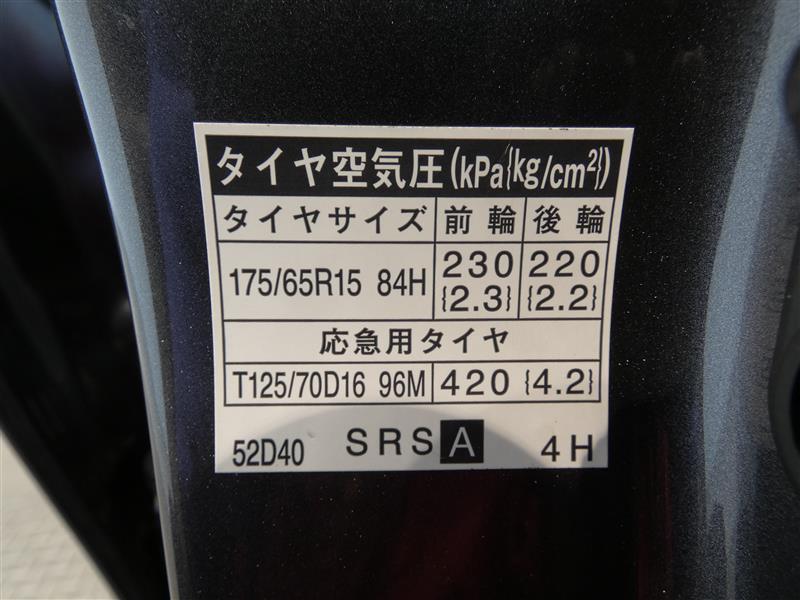 タイヤ空気圧(kPa{kg/cm²})
タイヤサイズ 前輪 後輪
175/65R15 84H 230 {2.3} 220 {2.2}
応急用タイヤ
T125/70D16 96M 420 {4.2}
52D40 SRS A 4H